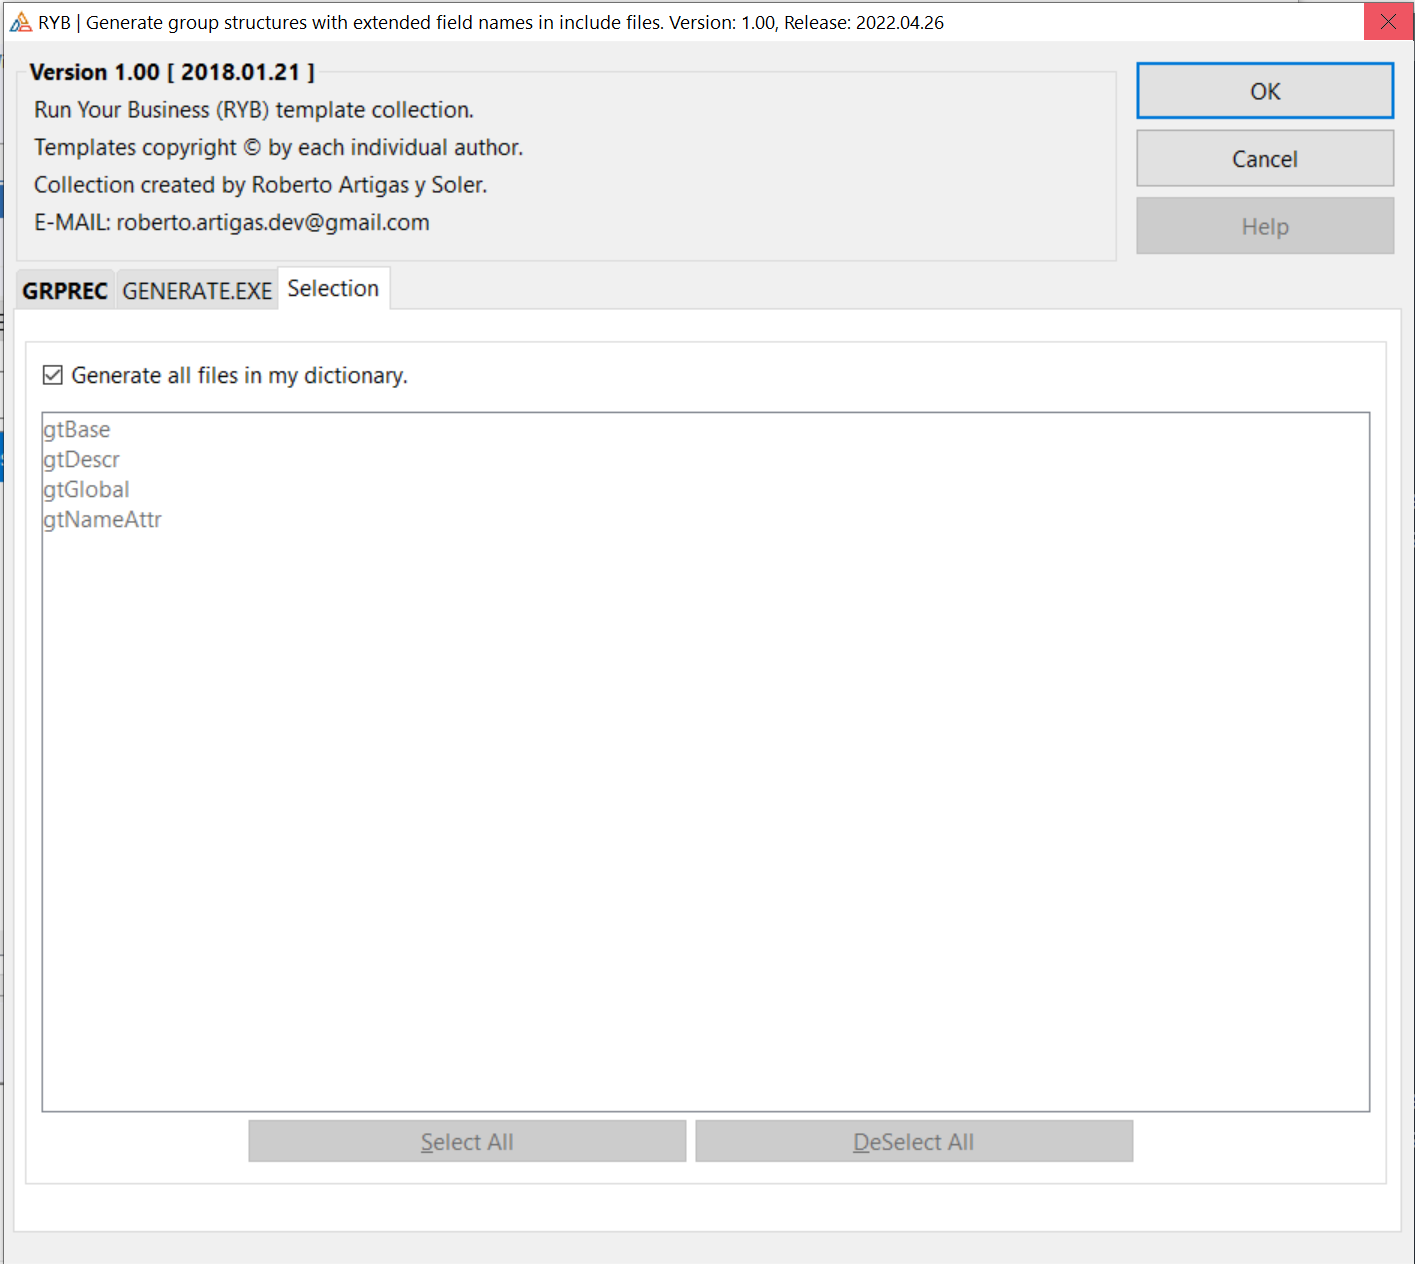 RYB | Generate group structures with extended field names in include files. Version: 1.00, Release: 2022.04.26
Version 1.00 [ 2018.01.21 ]
Run Your Business (RYB) template collection.
Templates copyright © by each individual author.
Collection created by Roberto Artigas y Soler.
E-MAIL: roberto.artigas.dev@gmail.com
OK
Cancel
Help
GRPREC GENERATE.EXE Selection
Generate all files in my dictionary.
gtBase
gtDescr
gtGlobal
gtNameAttr
Select All DeSelect All